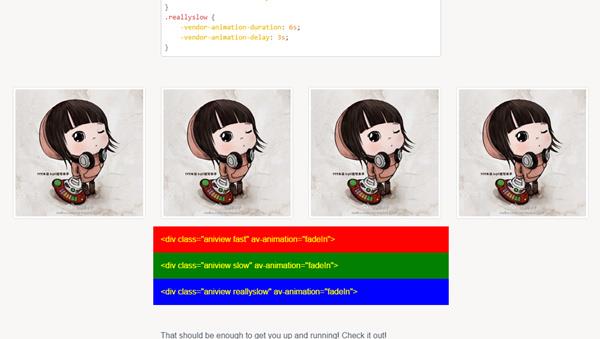 }
.reallyslow {
-vendor-animation-duration: 6s;
-vendor-animation-delay: 3s;
}
<div class="aniview fast" av-animation="fadeIn">
<div class="aniview slow" av-animation="fadeIn">
<div class="aniview reallyslow" av-animation="fadeIn">
That should be enough to get you up and running! Check it out!